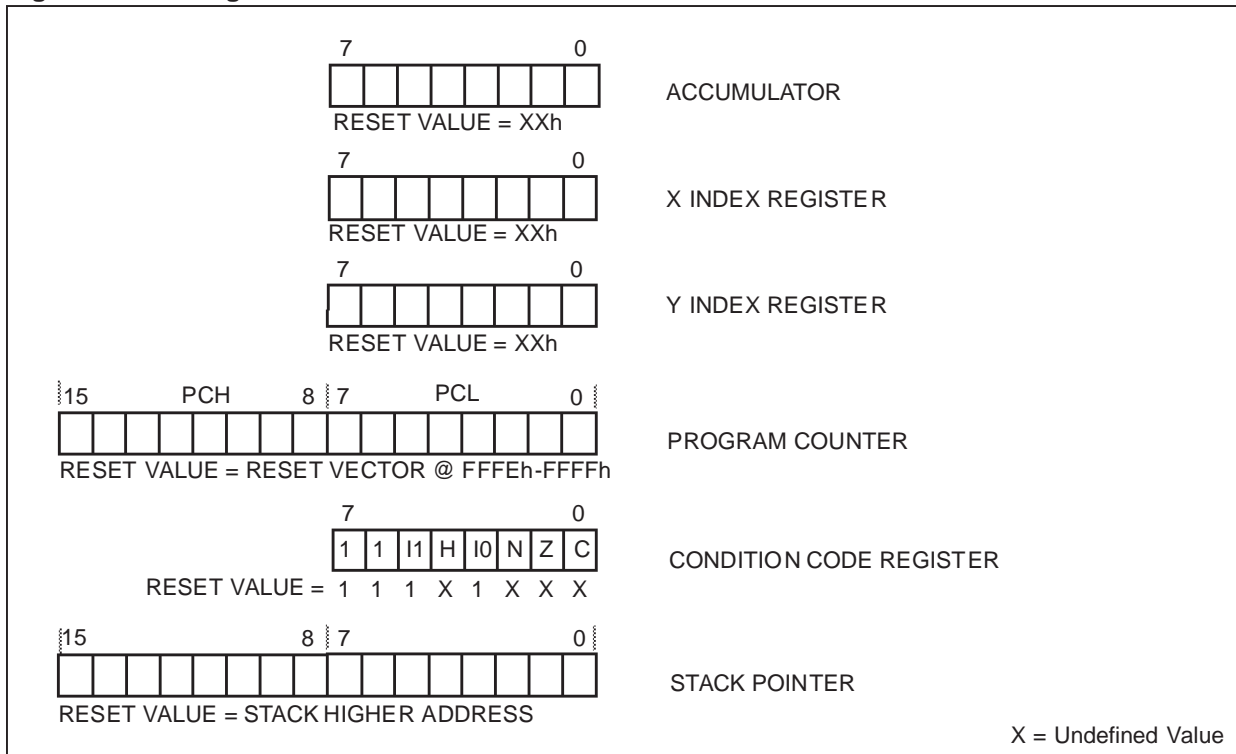 7 0
ACCUMULATOR
RESET VALUE = XXh
7 0
X INDEX REGISTER
RESET VALUE = XXh
7 0
Y INDEX REGISTER
RESET VALUE = XXh
15 PCH 8 7 PCL 0
PROGRAM COUNTER
RESET VALUE = RESET VECTOR @ FFFEh-FFFFh
7 0
1 1 I1 H I0 N Z C
CONDITION CODE REGISTER
RESET VALUE = 1 1 1 X 1 X X X
15 8 7 0
STACK POINTER
RESET VALUE = STACK HIGHER ADDRESS
X = Undefined Value